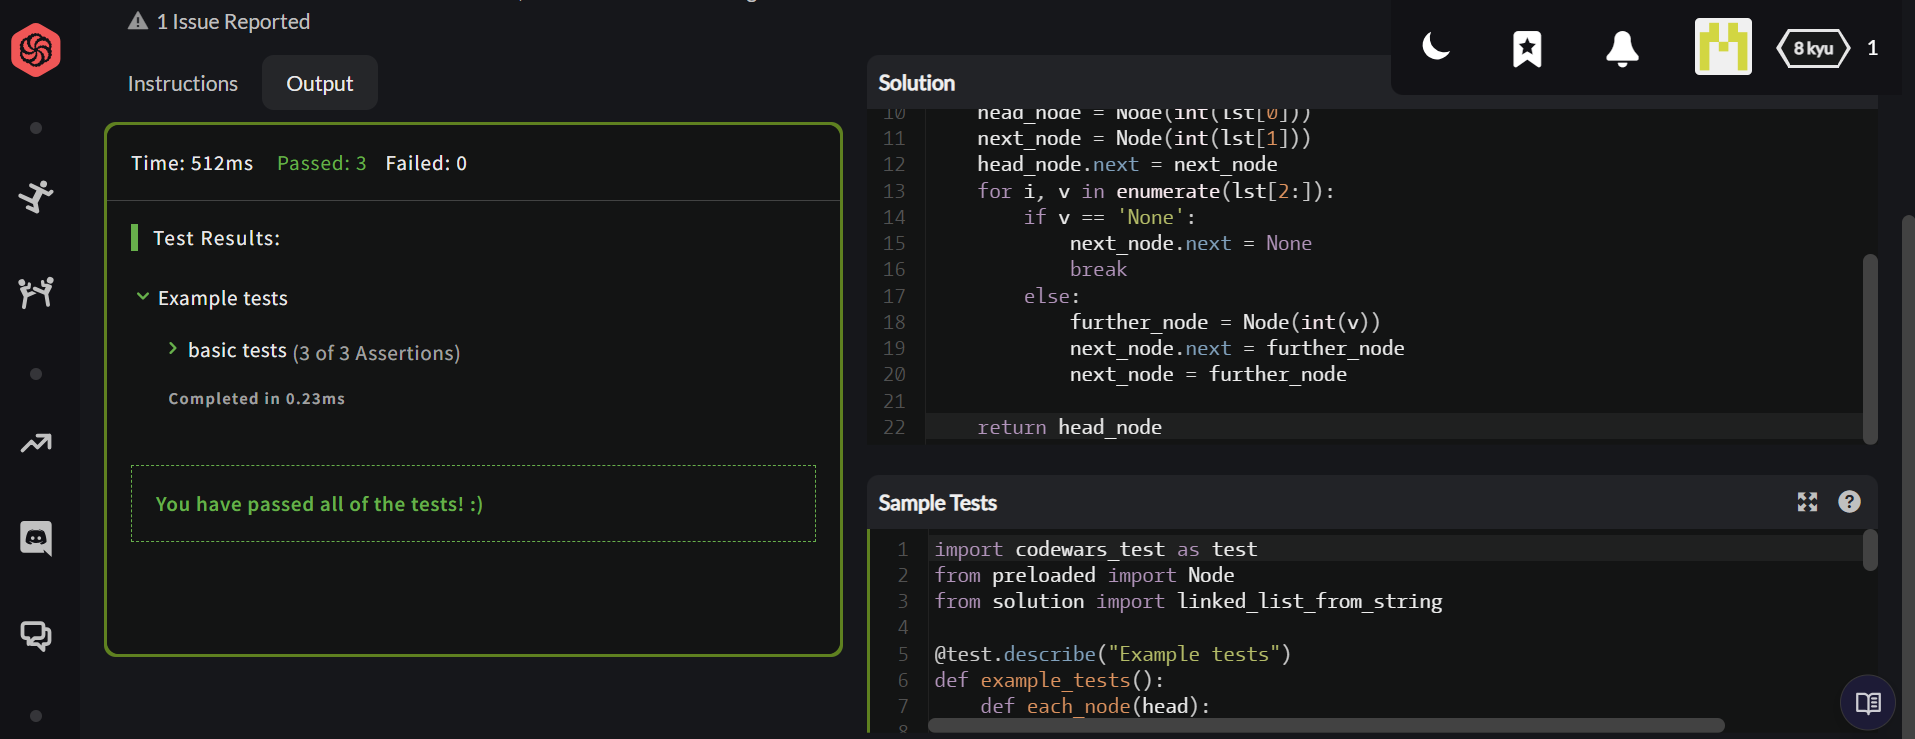 1 Issue Reported
Instructions
Output
Time: 512ms Passed: 3 Failed: 0
Test Results:
Example tests
basic tests (3 of 3 Assertions)
Completed in 0.23ms
You have passed all of the tests! :)
8 kyu
1
Solution
10 head_node = Node(int(lst[0]))
11 next_node = Node(int(lst[1]))
12 head_node.next = next_node
13 for i, v in enumerate(lst[2:]):
14 if v == 'None':
15 next_node.next = None
16 break
17 else:
18 further_node = Node(int(v))
19 next_node.next = further_node
20 next_node = further_node
21
22 return head_node
Sample Tests
?
1 import codewars_test as test
2 from preloaded import Node
3 from solution import linked_list_from_string
4
5 @test.describe("Example tests")
6 def example_tests():
7 def each_node(head):
8